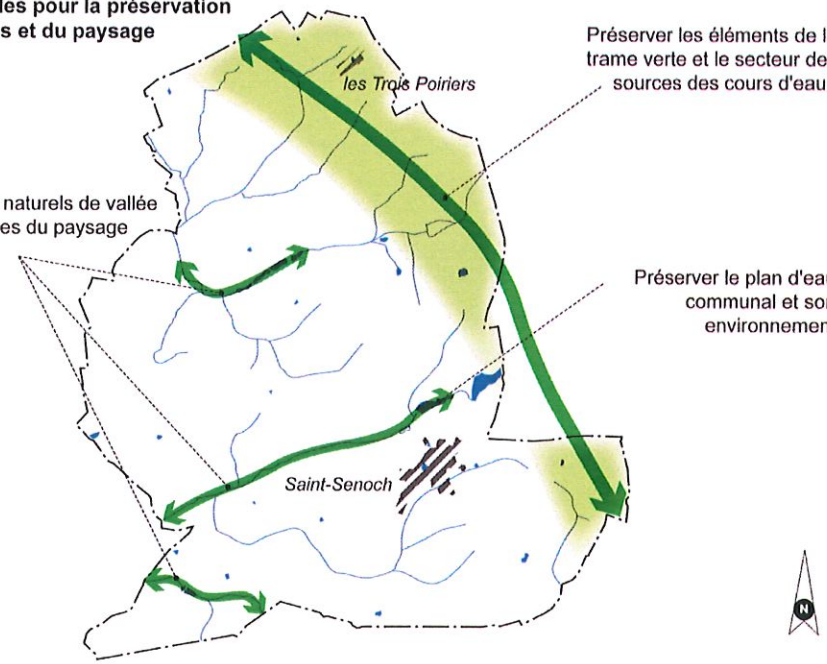 les pour la préservation
s et du paysage
Préserver les éléments de l
trame verte et le secteur de
sources des cours d'eau
les Trois Poiriers
naturels de vallée
es du paysage
Préserver le plan d'eau
communal et son
environnemen
Saint-Senoch
N